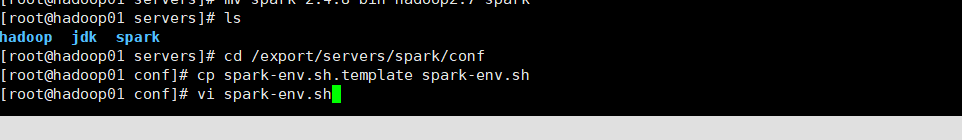 [root@hadoop01 servers]# mv spark-2.4.8-bin-hadoop2.7 spark
[root@hadoop01 servers]# ls
hadoop jdk spark
[root@hadoop01 servers]# cd /export/servers/spark/conf
[root@hadoop01 conf]# cp spark-env.sh.template spark-env.sh
[root@hadoop01 conf]# vi spark-env.sh